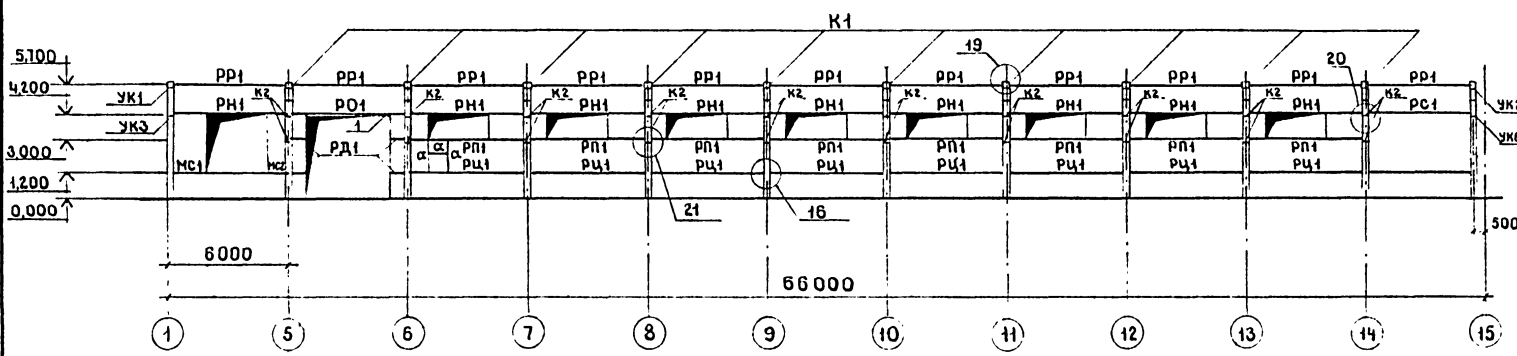 К1
19
20
5,700
РР1 РР1 РР1 РР1 РР1 РР1 РР1 РР1 РР1 РР1 РР1
4,200
УК1
К2 К2 К2 К2 К2 К2 К2 К2 К2 К2 К2
РН1 РО1 РН1 РН1 РН1 РН1 РН1 РН1 РН1 РН1 РС1
УК3
1
3,000
МС1 МС2 РД1
а а а
РП1 РП1 РП1 РП1 РП1 РП1 РП1 РП1
РЦ1 РЦ1 РЦ1 РЦ1 РЦ1 РЦ1 РЦ1 РЦ1
1,200
0,000
21
16
500
6000
66000
1 5 6 7 8 9 10 11 12 13 14 15